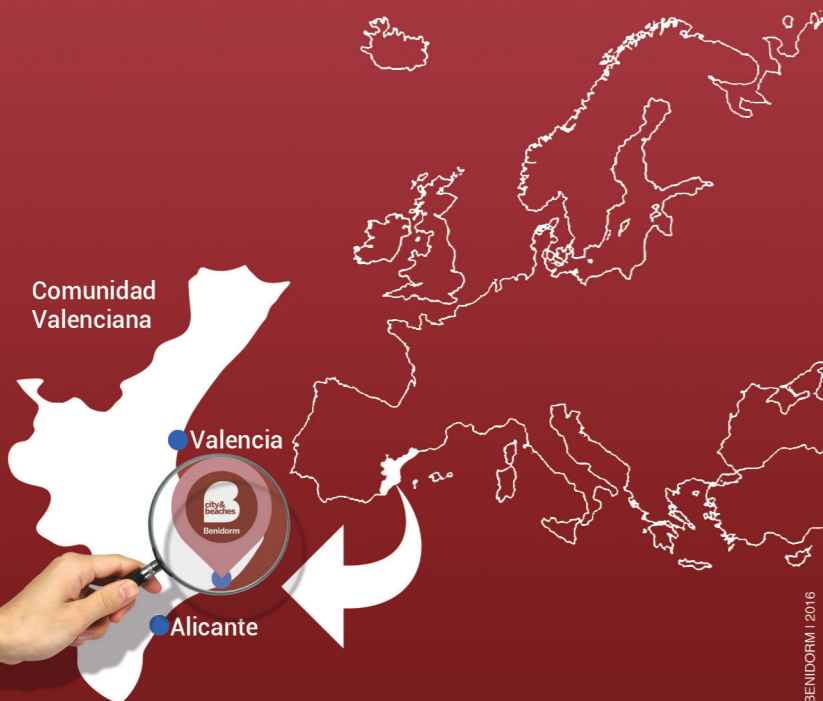 Comunidad
Valenciana
Valencia
city&
beaches
Benidorm
Alicante
BENIDORM | 2016